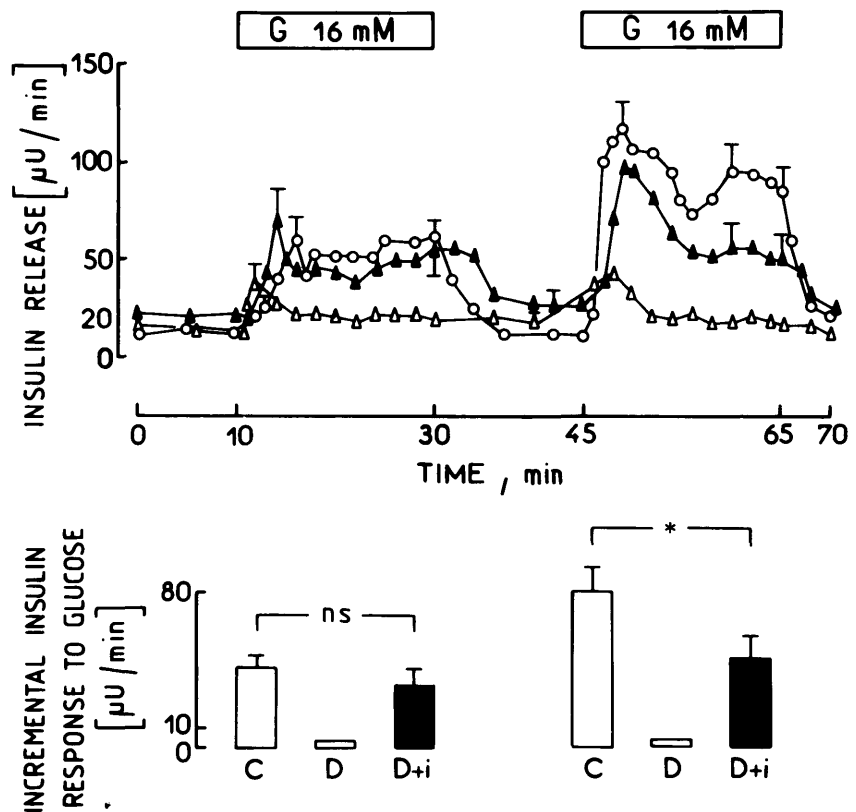 G 16 mM
G 16 mM
INSULIN RELEASE [µU / min]
150
100
50
20
0
0
10
30
45
65
70
TIME , min
INCREMENTAL INSULIN
RESPONSE TO GLUCOSE
[µU / min]
80
10
0
ns
*
C
D
D+i
C
D
D+i